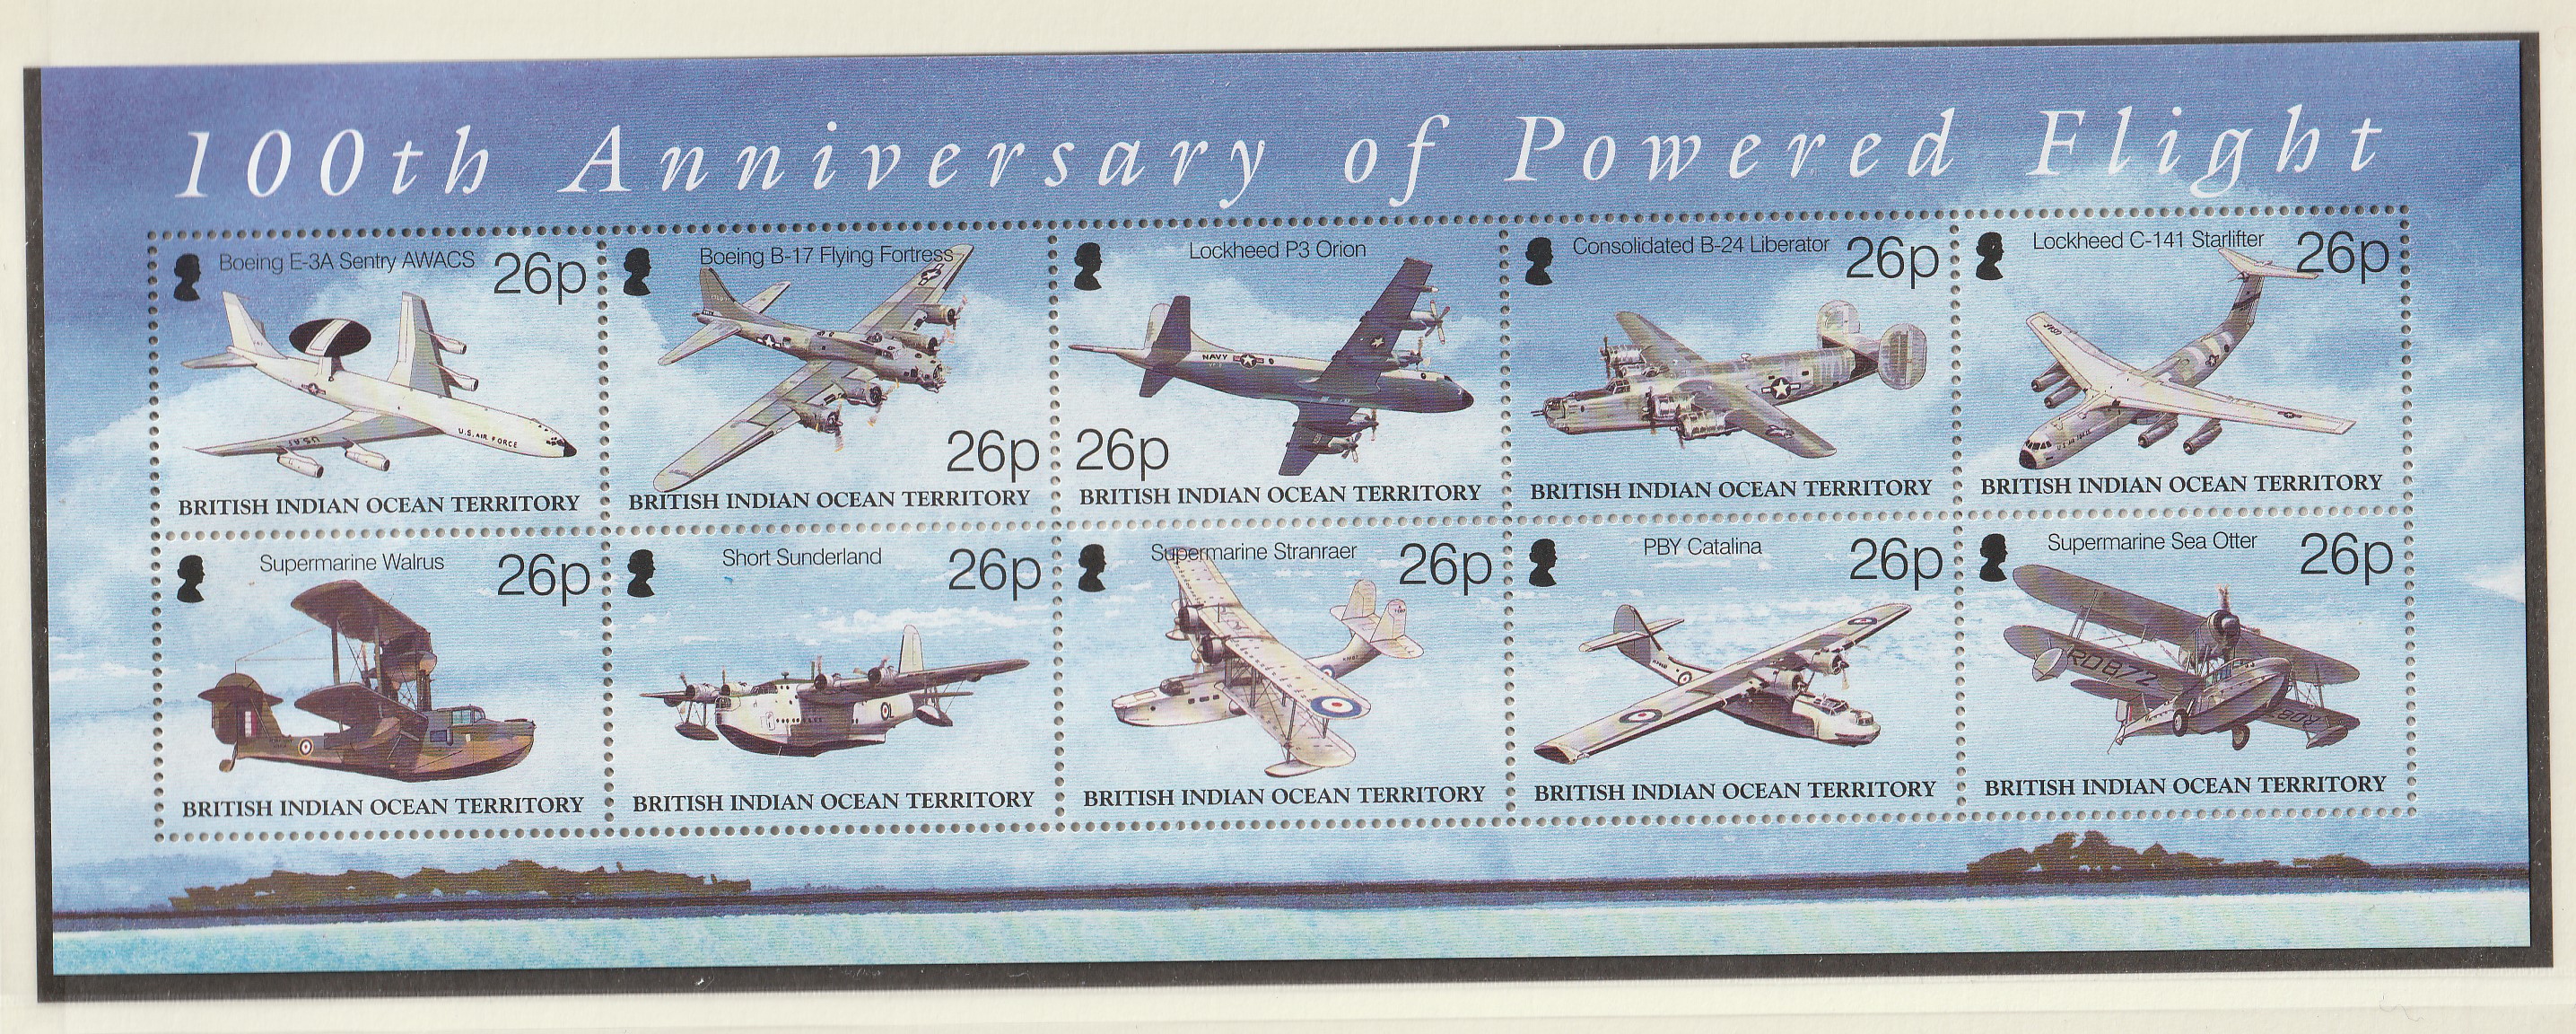 100th Anniversary of Powered Flight
Boeing E-3A Sentry AWACS 26p
U.S. AIR FORCE
USAF
BRITISH INDIAN OCEAN TERRITORY
Boeing B-17 Flying Fortress
26p
BRITISH INDIAN OCEAN TERRITORY
Lockheed P3 Orion
NAVY
26p
BRITISH INDIAN OCEAN TERRITORY
Consolidated B-24 Liberator 26p
BRITISH INDIAN OCEAN TERRITORY
Lockheed C-141 Starlifter 26p
BRITISH INDIAN OCEAN TERRITORY
Supermarine Walrus 26p
BRITISH INDIAN OCEAN TERRITORY
Short Sunderland 26p
BRITISH INDIAN OCEAN TERRITORY
Supermarine Stranraer 26p
BRITISH INDIAN OCEAN TERRITORY
PBY Catalina 26p
BRITISH INDIAN OCEAN TERRITORY
Supermarine Sea Otter 26p
RD872
BRITISH INDIAN OCEAN TERRITORY